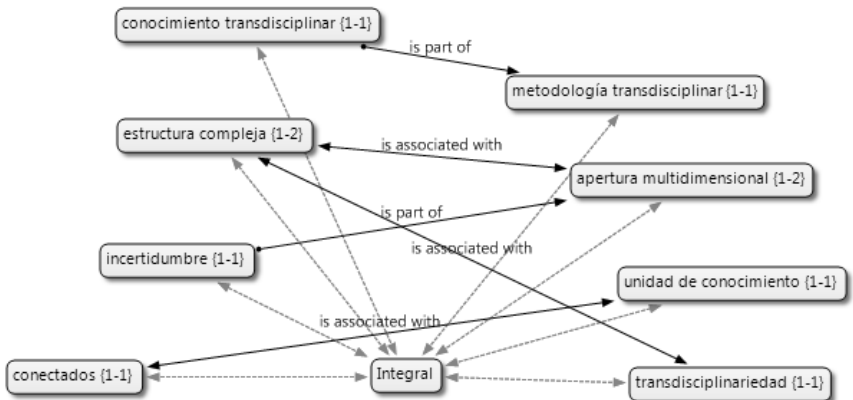 conocimiento transdisciplinar {1-1}
is part of
metodología transdisciplinar {1-1}
estructura compleja {1-2}
is associated with
apertura multidimensional {1-2}
is part of
is associated with
incertidumbre {1-1}
unidad de conocimiento {1-1}
is associated with
conectados {1-1}
Integral
transdisciplinariedad {1-1}